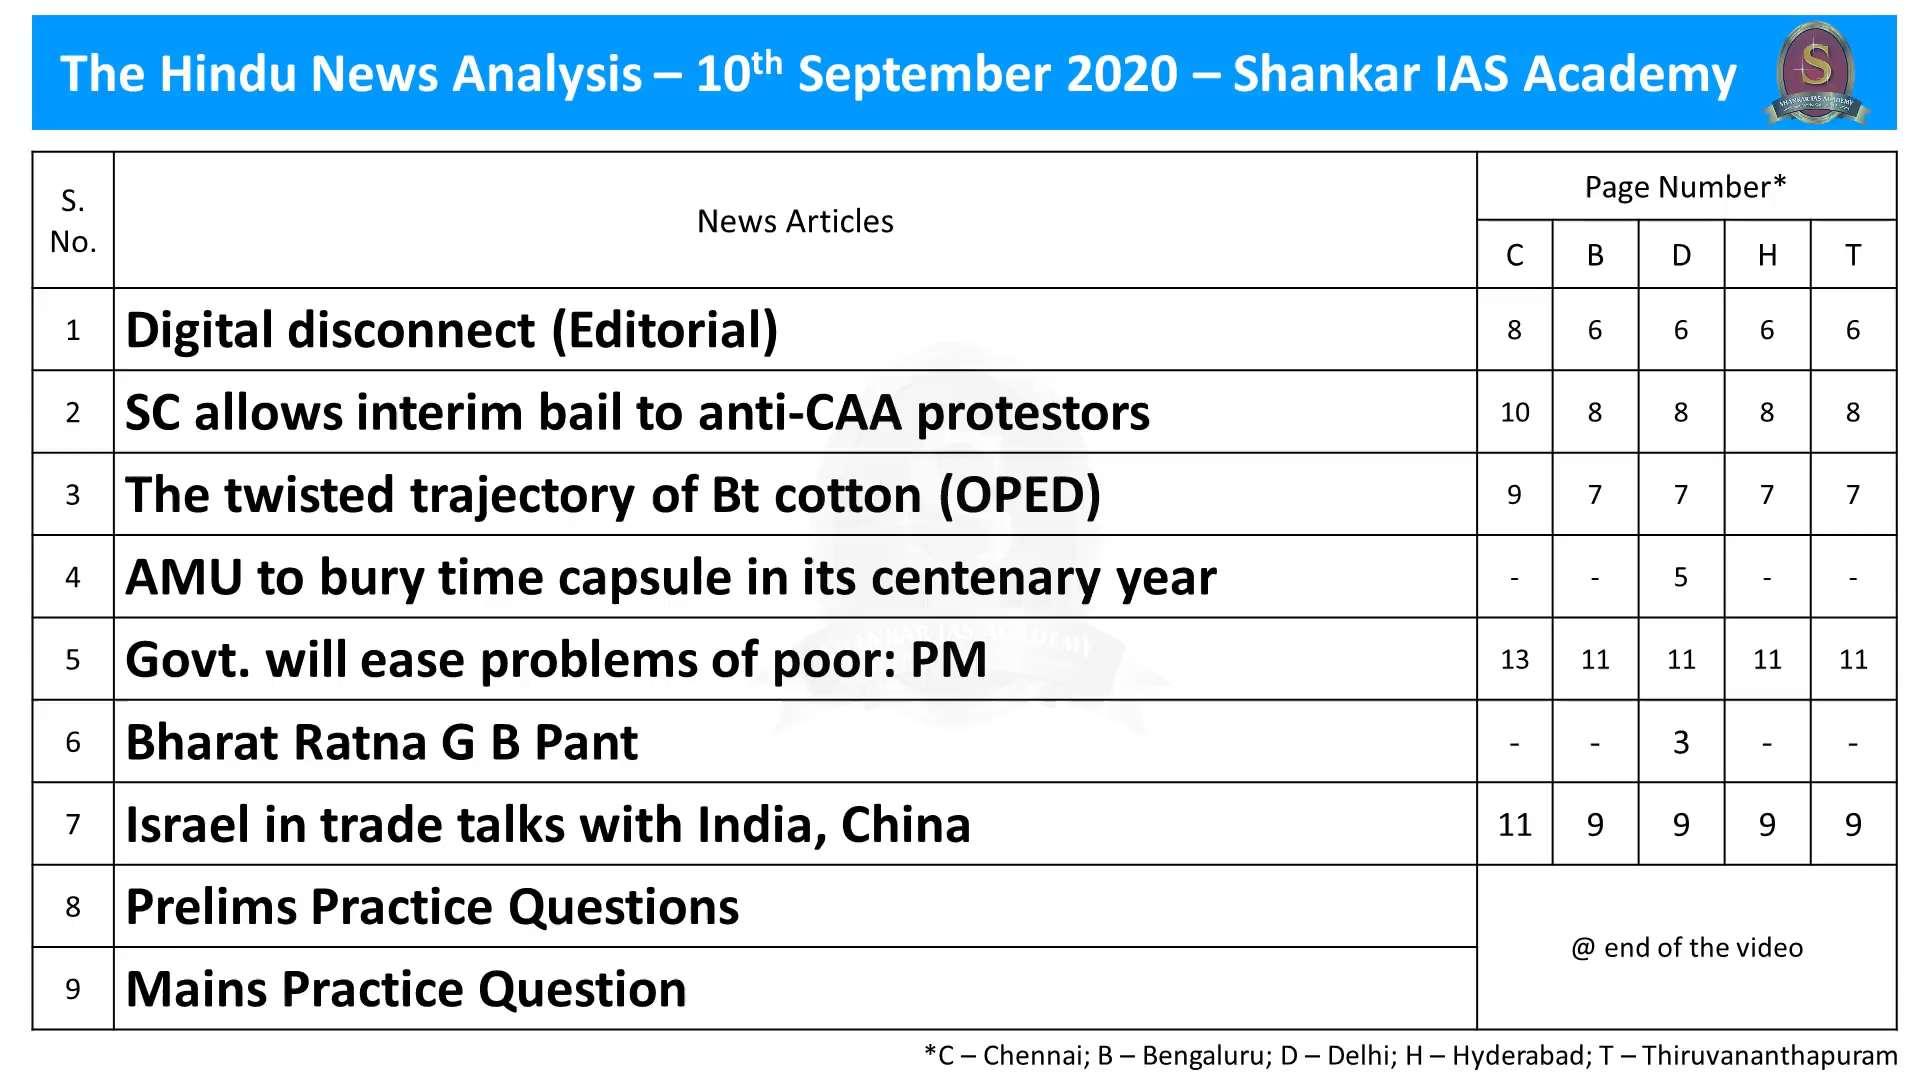 The Hindu News Analysis – 10th September 2020 – Shankar IAS Academy
S
SHANKAR IAS ACADEMY
S. No. News Articles Page Number*
C B D H T
1 Digital disconnect (Editorial) 8 6 6 6 6
2 SC allows interim bail to anti-CAA protestors 10 8 8 8 8
3 The twisted trajectory of Bt cotton (OPED) 9 7 7 7 7
4 AMU to bury time capsule in its centenary year - - 5 - -
5 Govt. will ease problems of poor: PM 13 11 11 11 11
6 Bharat Ratna G B Pant - - 3 - -
7 Israel in trade talks with India, China 11 9 9 9 9
8 Prelims Practice Questions
@ end of the video
9 Mains Practice Question
*C – Chennai; B – Bengaluru; D – Delhi; H – Hyderabad; T – Thiruvananthapuram